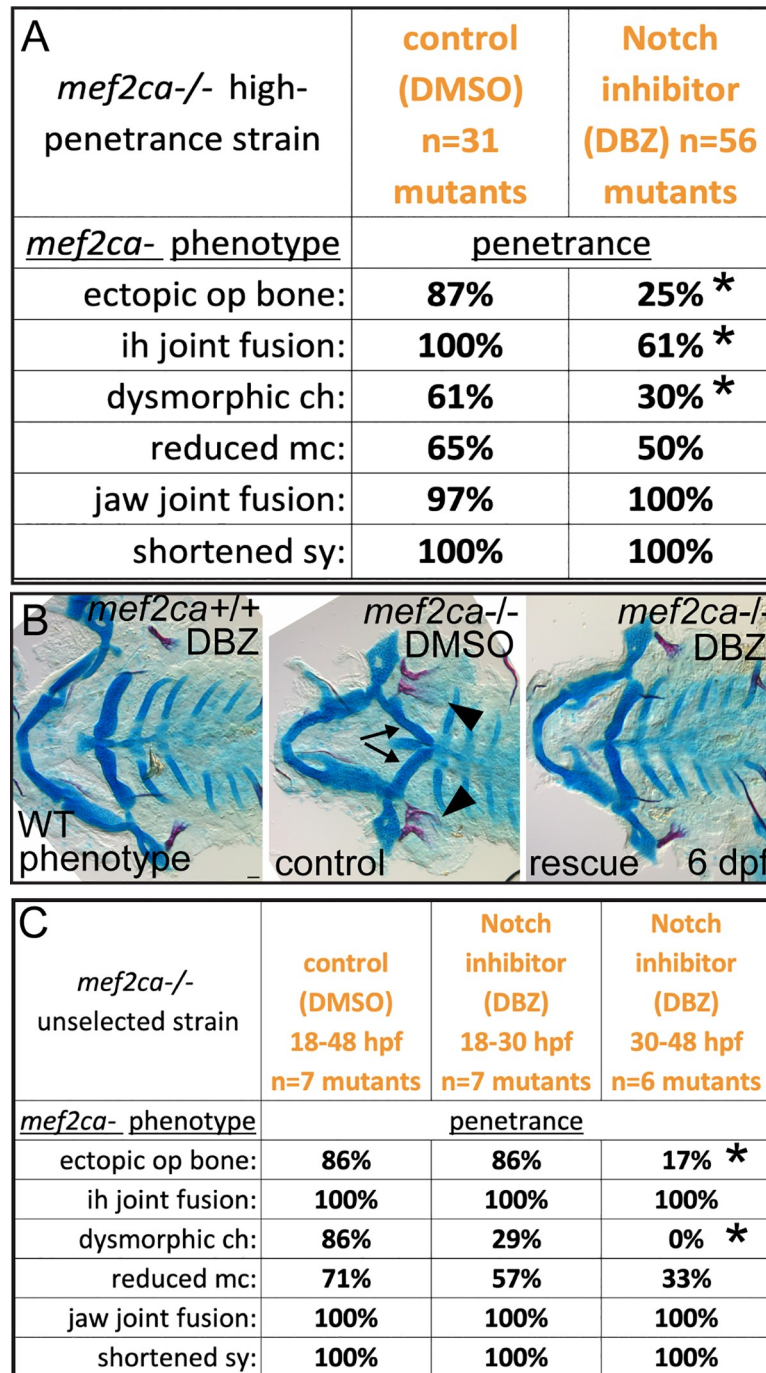 A
mef2ca-/- high-
penetrance strain
control
(DMSO)
n=31
mutants
Notch
inhibitor
(DBZ) n=56
mutants
mef2ca- phenotype
penetrance
ectopic op bone: 87% 25% *
ih joint fusion: 100% 61% *
dysmorphic ch: 61% 30% *
reduced mc: 65% 50%
jaw joint fusion: 97% 100%
shortened sy: 100% 100%
B
mef2ca+/+
DBZ
WT
phenotype
mef2ca-/-
DMSO
control
mef2ca-/-
DBZ
rescue 6 dpf
C
mef2ca-/-
unselected strain
control
(DMSO)
18-48 hpf
n=7 mutants
Notch
inhibitor
(DBZ)
18-30 hpf
n=7 mutants
Notch
inhibitor
(DBZ)
30-48 hpf
n=6 mutants
mef2ca- phenotype
penetrance
ectopic op bone: 86% 86% 17% *
ih joint fusion: 100% 100% 100%
dysmorphic ch: 86% 29% 0% *
reduced mc: 71% 57% 33%
jaw joint fusion: 100% 100% 100%
shortened sy: 100% 100% 100%